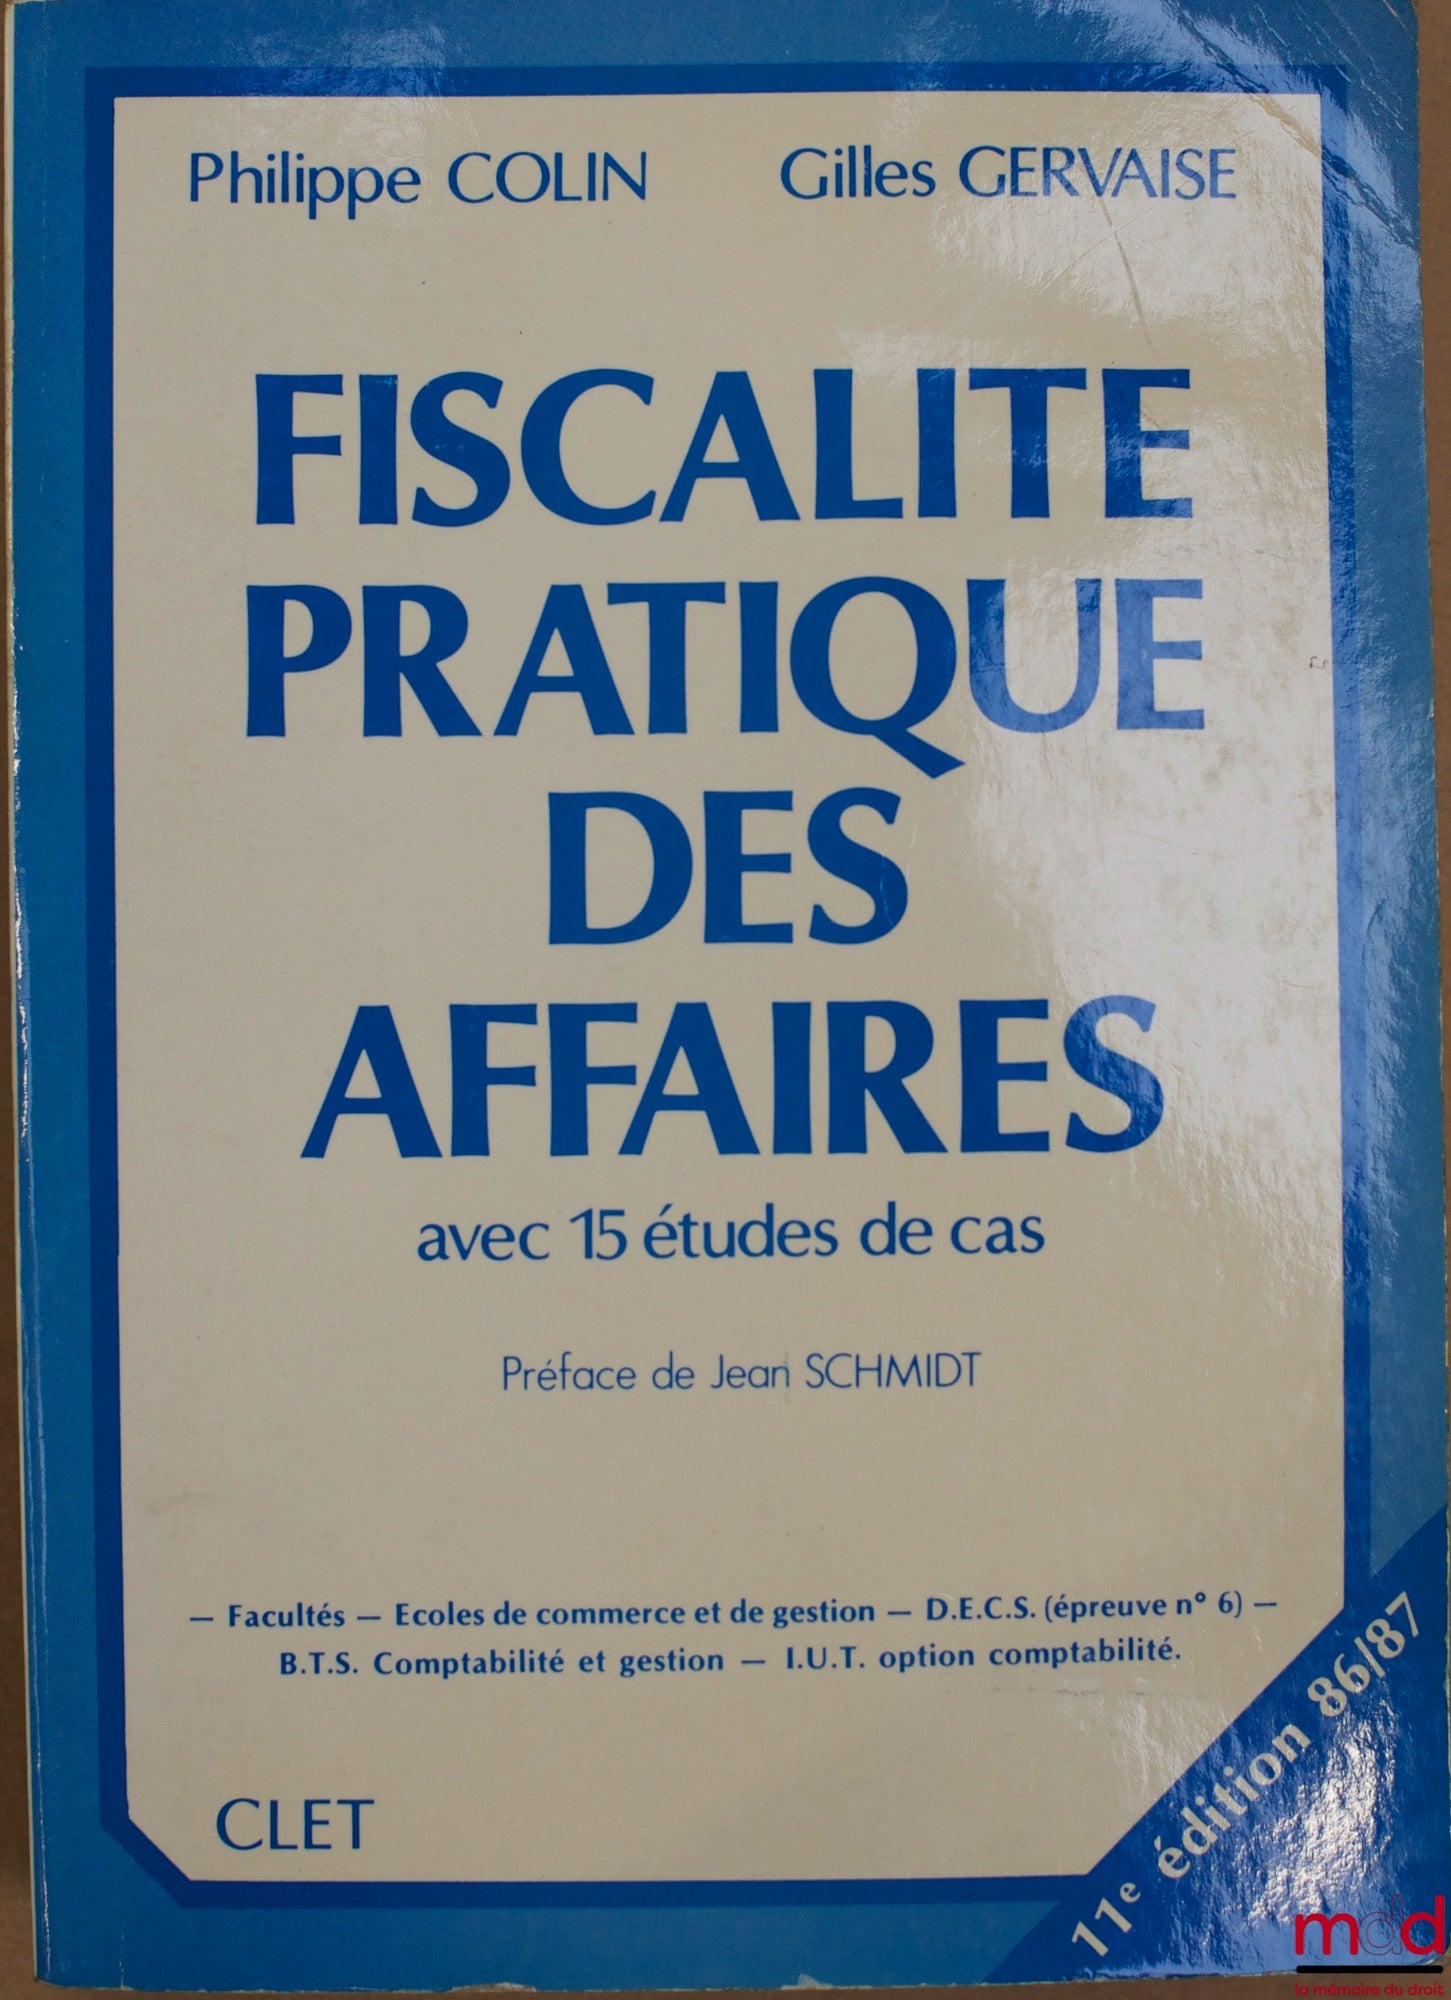 Philippe COLIN Gilles GERVAISE
FISCALITE
PRATIQUE
DES
AFFAIRES
avec 15 études de cas
Préface de Jean SCHMIDT
— Facultés — Ecoles de commerce et de gestion — D.E.C.S. (épreuve n° 6) —
B.T.S. Comptabilité et gestion — I.U.T. option comptabilité.
CLET
11e édition 86/87
mdd
la mémoire du droit